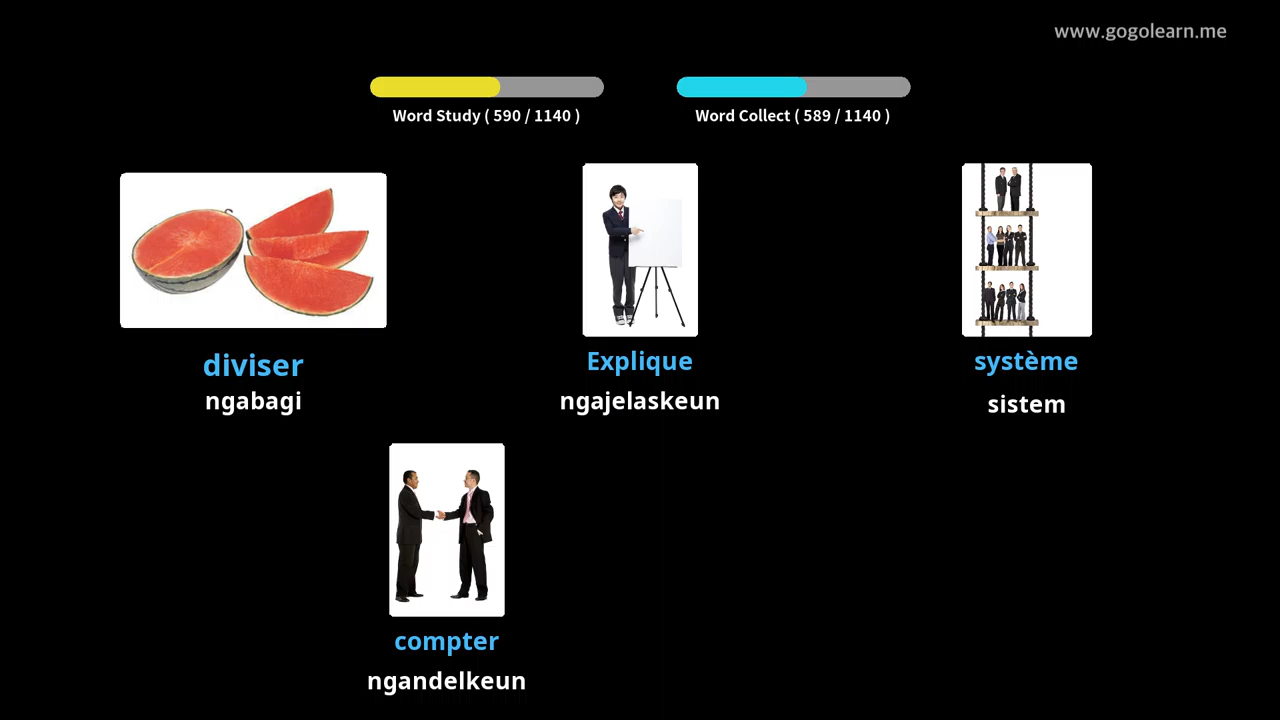 www.gogolearn.me
Word Study ( 590 / 1140 )
Word Collect ( 589 / 1140 )
diviser
ngabagi
Explique
ngajelaskeun
système
sistem
compter
ngandelkeun